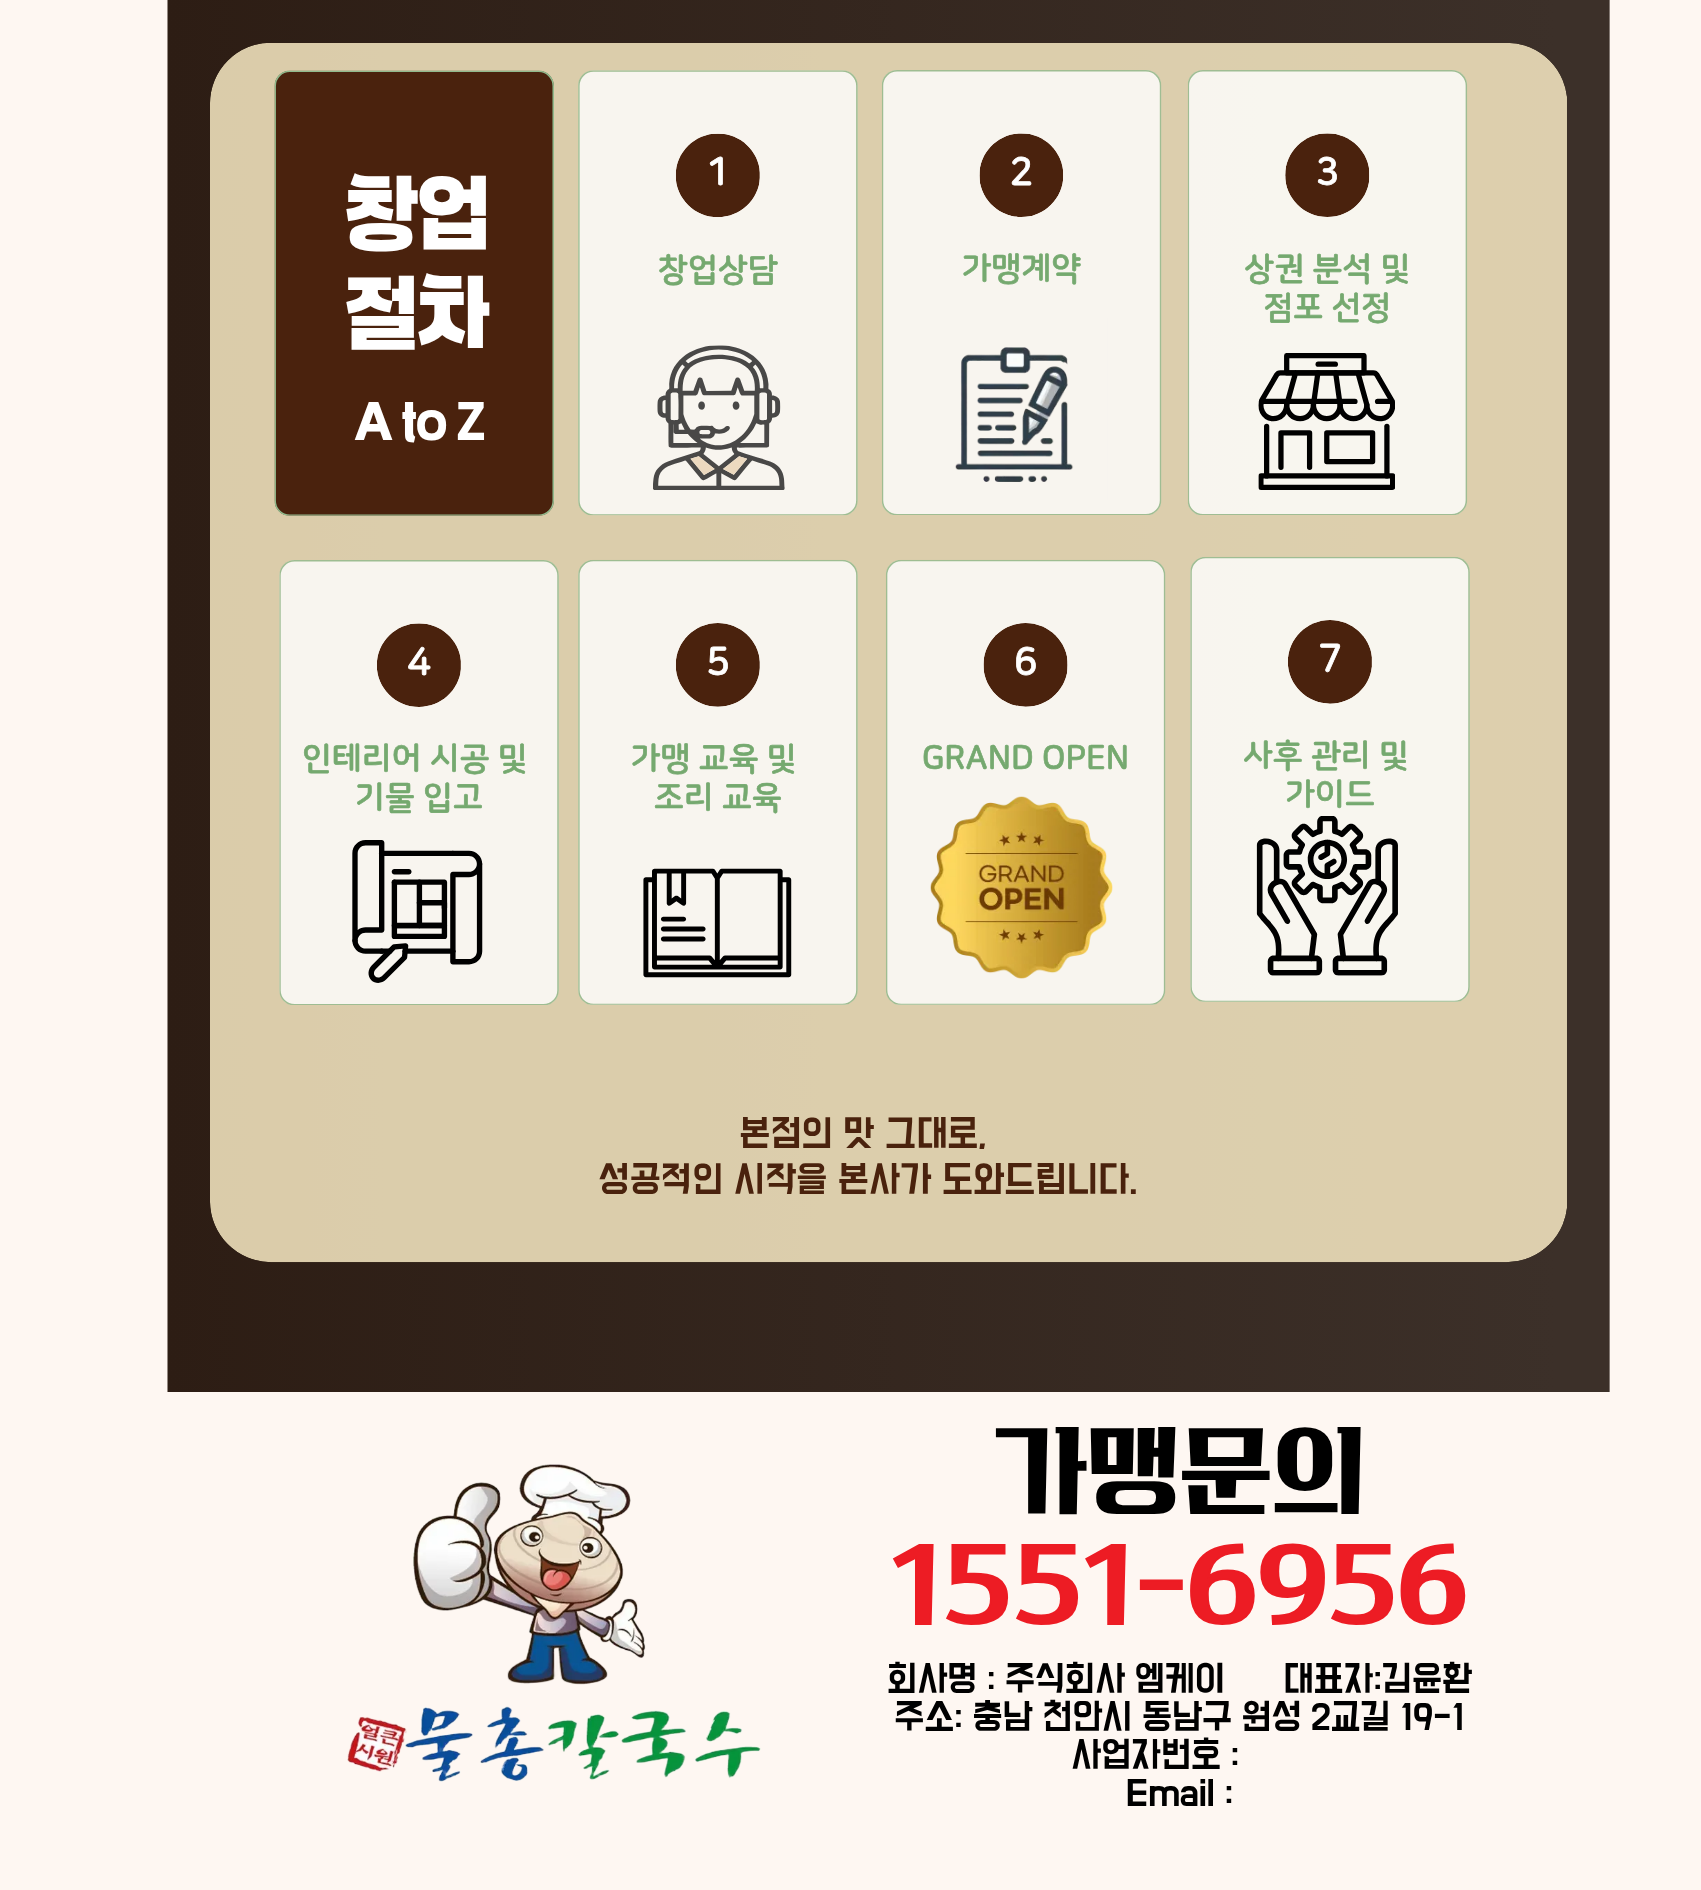 창업
절차
A to Z
1
창업상담
2
가맹계약
3
상권 분석 및
점포 선정
4
인테리어 시공 및
기물 입고
5
가맹 교육 및
조리 교육
6
GRAND OPEN
GRAND
OPEN
7
사후 관리 및
가이드
본점의 맛 그대로,
성공적인 시작을 본사가 도와드립니다.
가맹문의
1551-6956
회사명 : 주식회사 엠케이 대표자:김윤환
주소: 충남 천안시 동남구 원성 2교길 19-1
사업자번호 :
Email :
얼큰
시원
물총칼국수